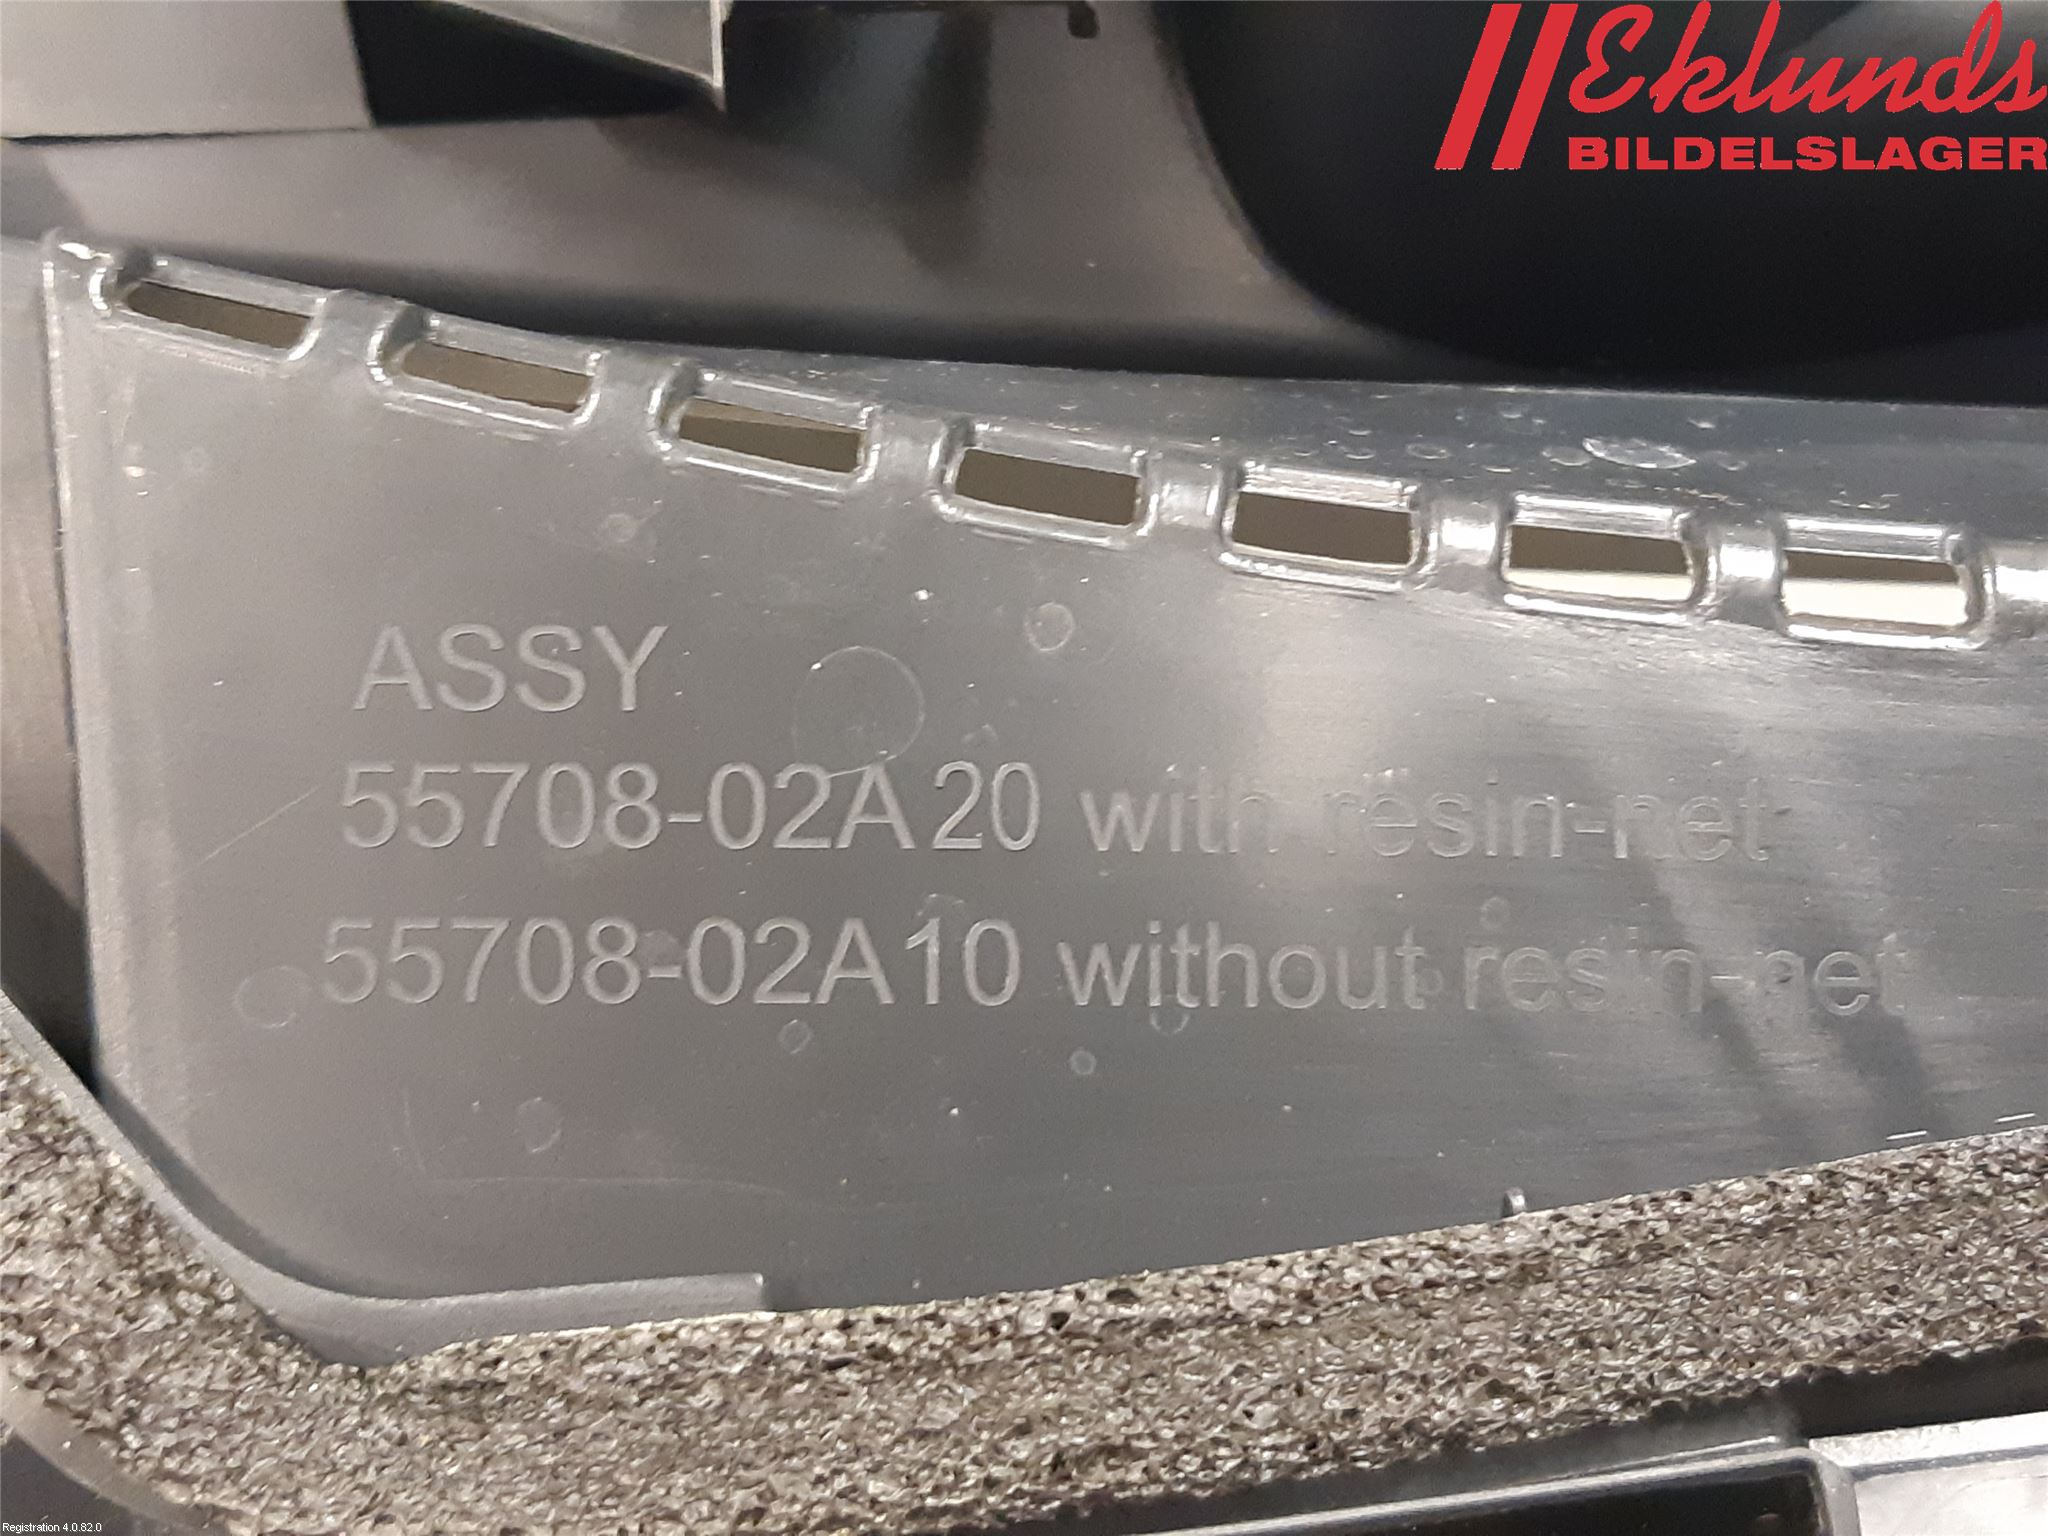 Eklunds
BILDELSLAGER
ASSY
55708-02A20 with resin-net
55708-02A10 without resin-net
Registration 4.0.82.0